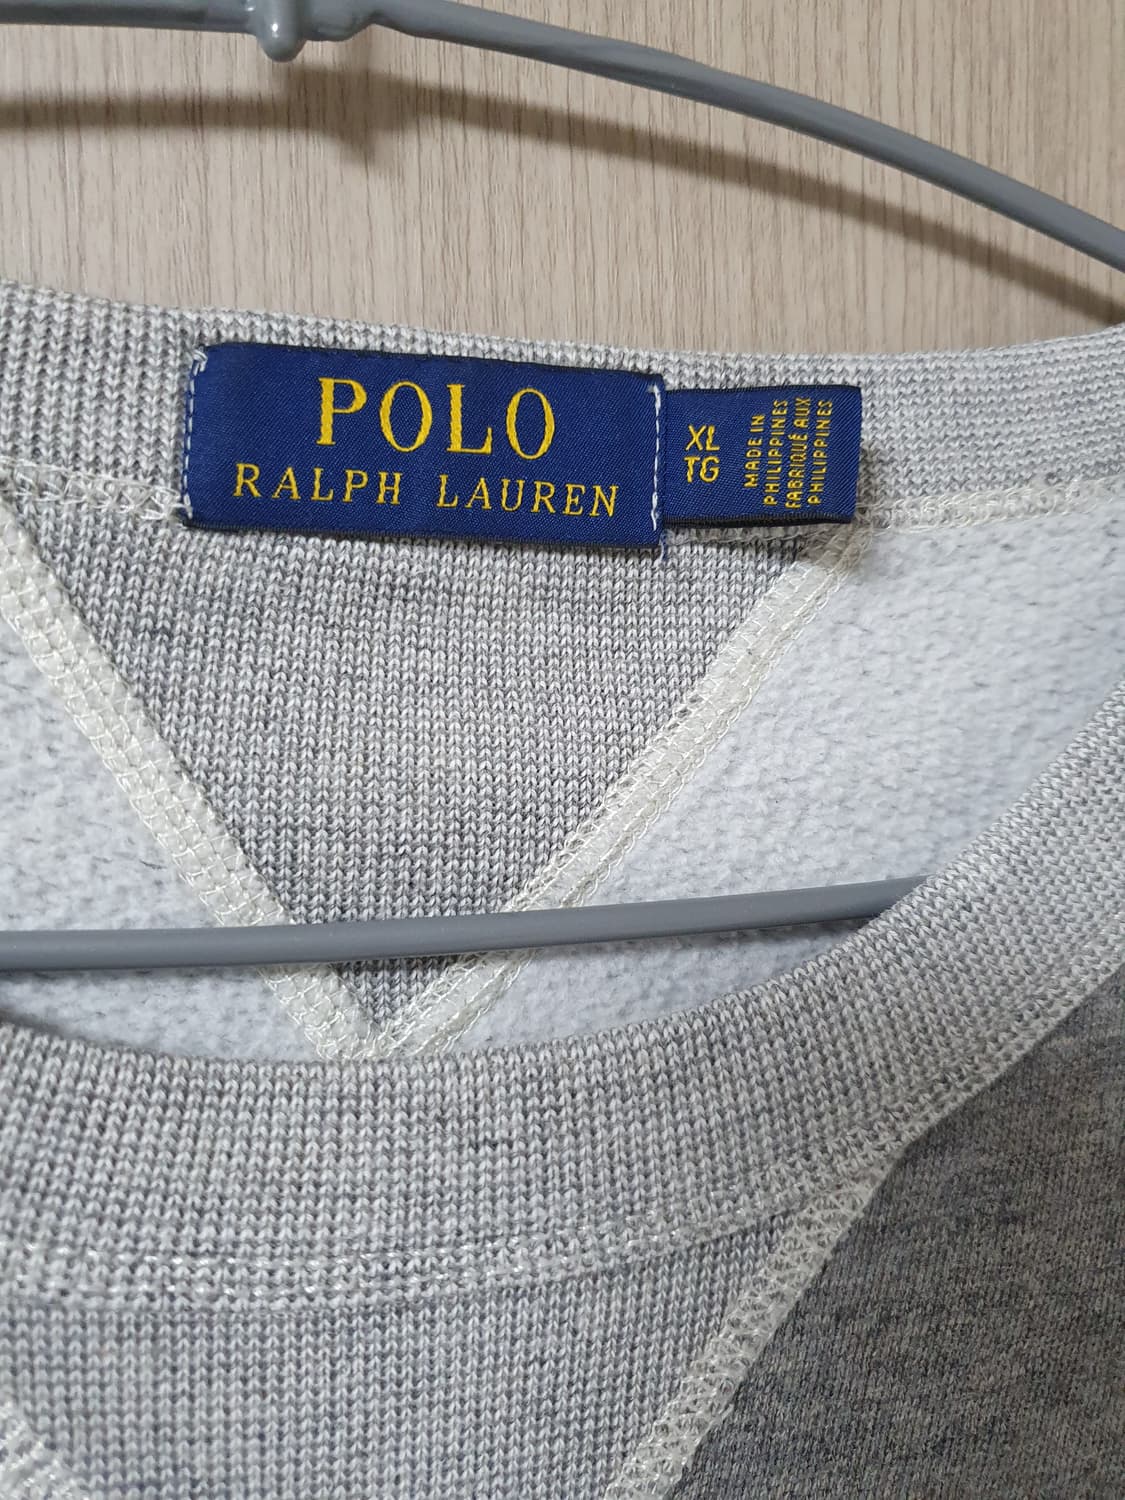 POLO
RALPH LAUREN
XL
TG
MADE IN
PHILIPPINES
FABRIQUÉ AUX
PHILIPPINES